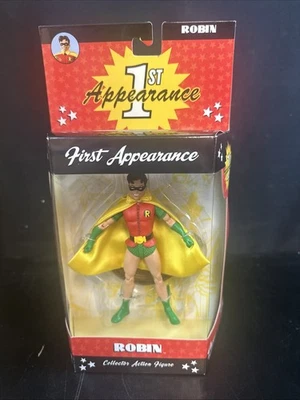 ROBIN
1ST
Appearance
First Appearance
R
ROBIN
Collector Action Figure